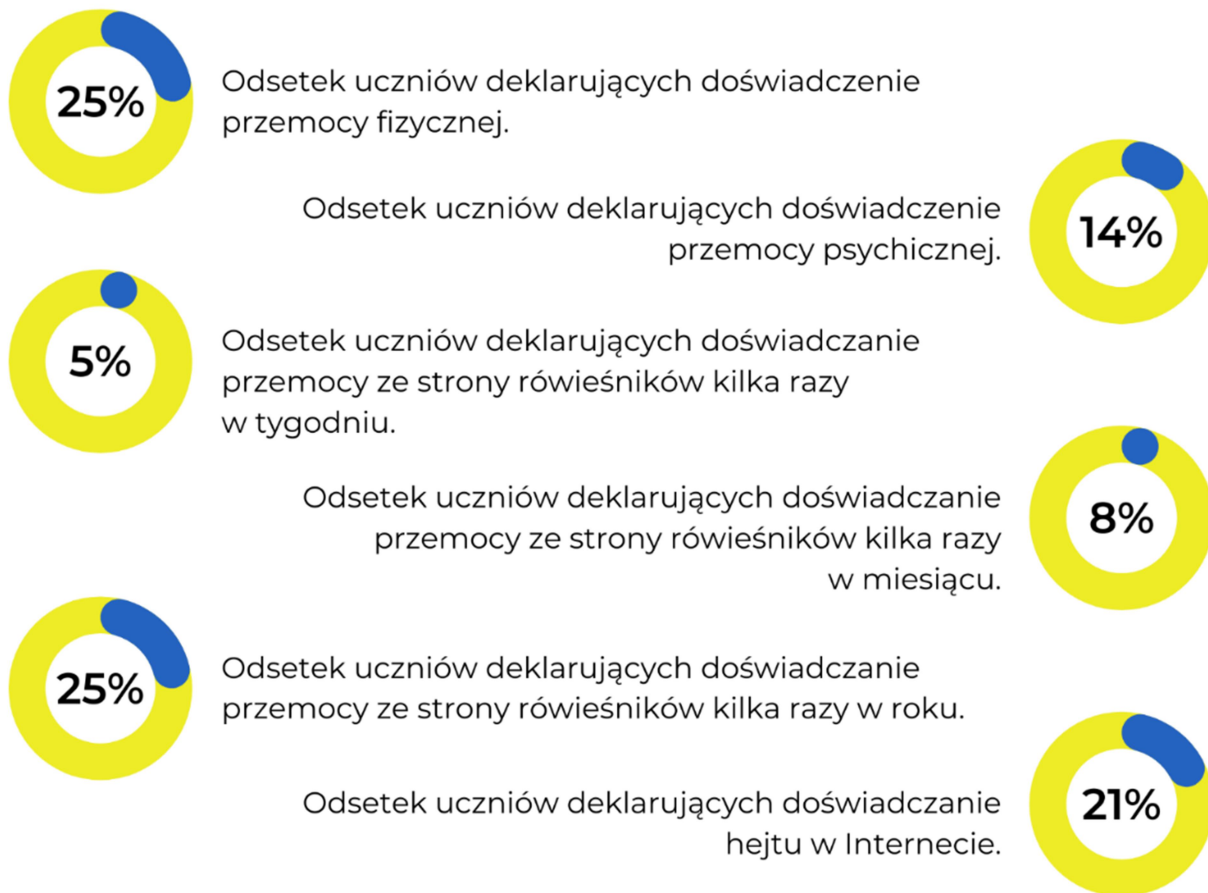 25%
Odsetek uczniów deklarujących doświadczenie
przemocy fizycznej.
Odsetek uczniów deklarujących doświadczenie
przemocy psychicznej.
14%
5%
Odsetek uczniów deklarujących doświadczanie
przemocy ze strony rówieśników kilka razy
w tygodniu.
Odsetek uczniów deklarujących doświadczanie
przemocy ze strony rówieśników kilka razy
w miesiącu.
8%
25%
Odsetek uczniów deklarujących doświadczanie
przemocy ze strony rówieśników kilka razy w roku.
Odsetek uczniów deklarujących doświadczanie
hejtu w Internecie.
21%